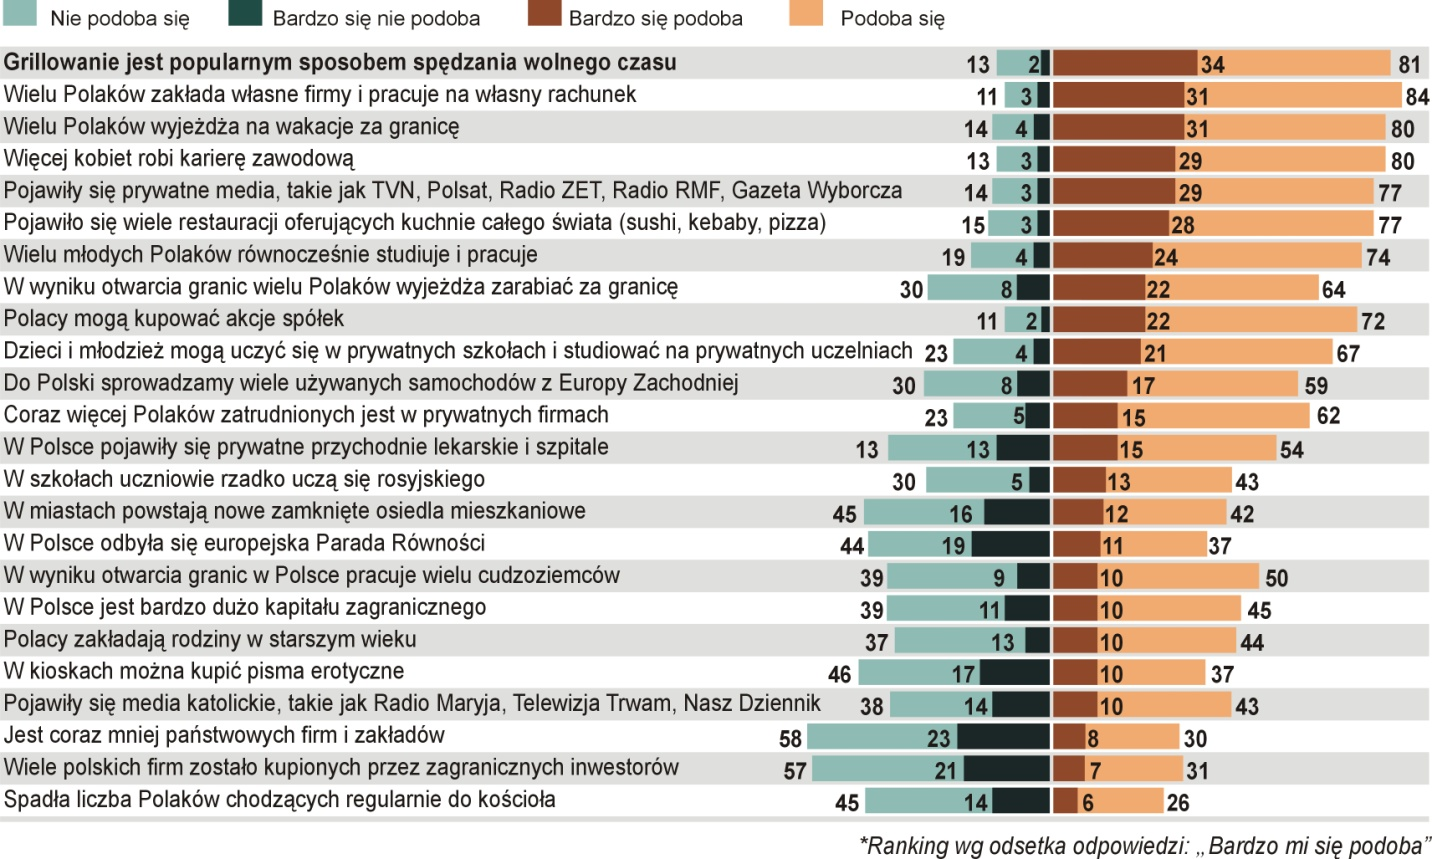 Nie podoba się Bardzo się nie podoba Bardzo się podoba Podoba się
Grillowanie jest popularnym sposobem spędzania wolnego czasu 13 2 34 81
Wielu Polaków zakłada własne firmy i pracuje na własny rachunek 11 3 31 84
Wielu Polaków wyjeżdża na wakacje za granicę 14 4 31 80
Więcej kobiet robi karierę zawodową 13 3 29 80
Pojawiły się prywatne media, takie jak TVN, Polsat, Radio ZET, Radio RMF, Gazeta Wyborcza 14 3 29 77
Pojawiło się wiele restauracji oferujących kuchnie całego świata (sushi, kebaby, pizza) 15 3 28 77
Wielu młodych Polaków równocześnie studiuje i pracuje 19 4 24 74
W wyniku otwarcia granic wielu Polaków wyjeżdża zarabiać za granicę 30 8 22 64
Polacy mogą kupować akcje spółek 11 2 22 72
Dzieci i młodzież mogą uczyć się w prywatnych szkołach i studiować na prywatnych uczelniach 23 4 21 67
Do Polski sprowadzamy wiele używanych samochodów z Europy Zachodniej 30 8 17 59
Coraz więcej Polaków zatrudnionych jest w prywatnych firmach 23 5 15 62
W Polsce pojawiły się prywatne przychodnie lekarskie i szpitale 13 13 15 54
W szkołach uczniowie rzadko uczą się rosyjskiego 30 5 13 43
W miastach powstają nowe zamknięte osiedla mieszkaniowe 45 16 12 42
W Polsce odbyła się europejska Parada Równości 44 19 11 37
W wyniku otwarcia granic w Polsce pracuje wielu cudzoziemców 39 9 10 50
W Polsce jest bardzo dużo kapitału zagranicznego 39 11 10 45
Polacy zakładają rodziny w starszym wieku 37 13 10 44
W kioskach można kupić pisma erotyczne 46 17 10 37
Pojawiły się media katolickie, takie jak Radio Maryja, Telewizja Trwam, Nasz Dziennik 38 14 10 43
Jest coraz mniej państwowych firm i zakładów 58 23 8 30
Wiele polskich firm zostało kupionych przez zagranicznych inwestorów 57 21 7 31
Spadła liczba Polaków chodzących regularnie do kościoła 45 14 6 26
*Ranking wg odsetka odpowiedzi: „Bardzo mi się podoba”